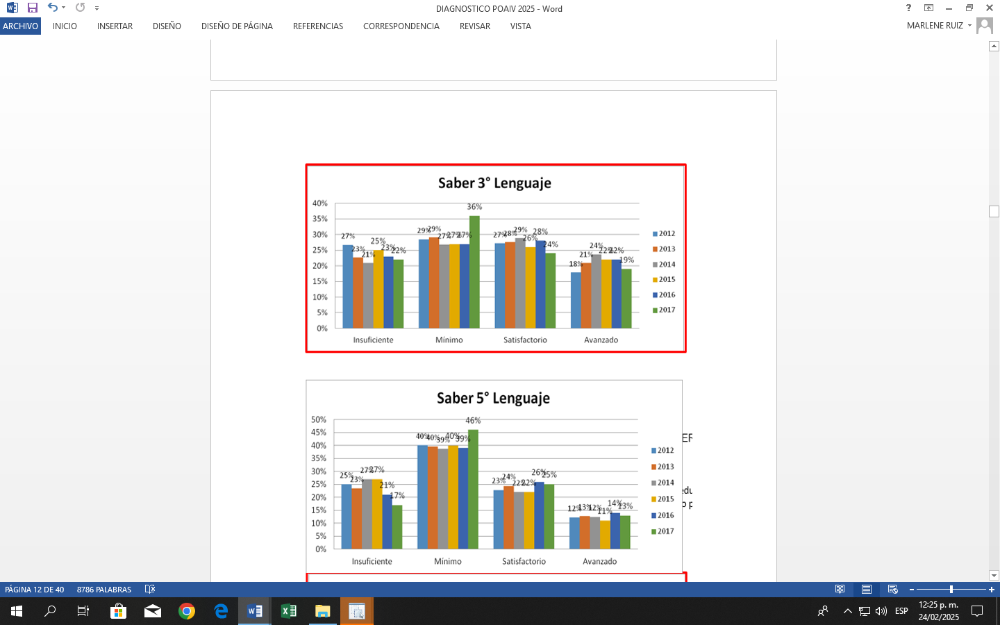 DIAGNOSTICO POAIV 2025 - Word
?
ARCHIVO INICIO INSERTAR DISEÑO DISEÑO DE PÁGINA REFERENCIAS CORRESPONDENCIA REVISAR VISTA
MARLENE RUIZ
Saber 3° Lenguaje
40%
35%
30%
25%
20%
15%
10%
5%
0%
27% 23% 21% 25% 23% 22%
29% 29% 27% 27% 27% 36%
27% 28% 29% 26% 28% 24%
18% 21% 24% 22% 22% 19%
Insuficiente Mínimo Satisfactorio Avanzado
2012
2013
2014
2015
2016
2017
Saber 5° Lenguaje
50%
45%
40%
35%
30%
25%
20%
15%
10%
5%
0%
25% 23% 27% 27% 21% 17%
40% 40% 39% 40% 39% 46%
23% 24% 22% 22% 26% 25%
12% 13% 12% 11% 14% 13%
Insuficiente Mínimo Satisfactorio Avanzado
2012
2013
2014
2015
2016
2017
ER
edu
o p
PÁGINA 12 DE 40 8786 PALABRAS
ESP
12:25 p. m.
24/02/2025